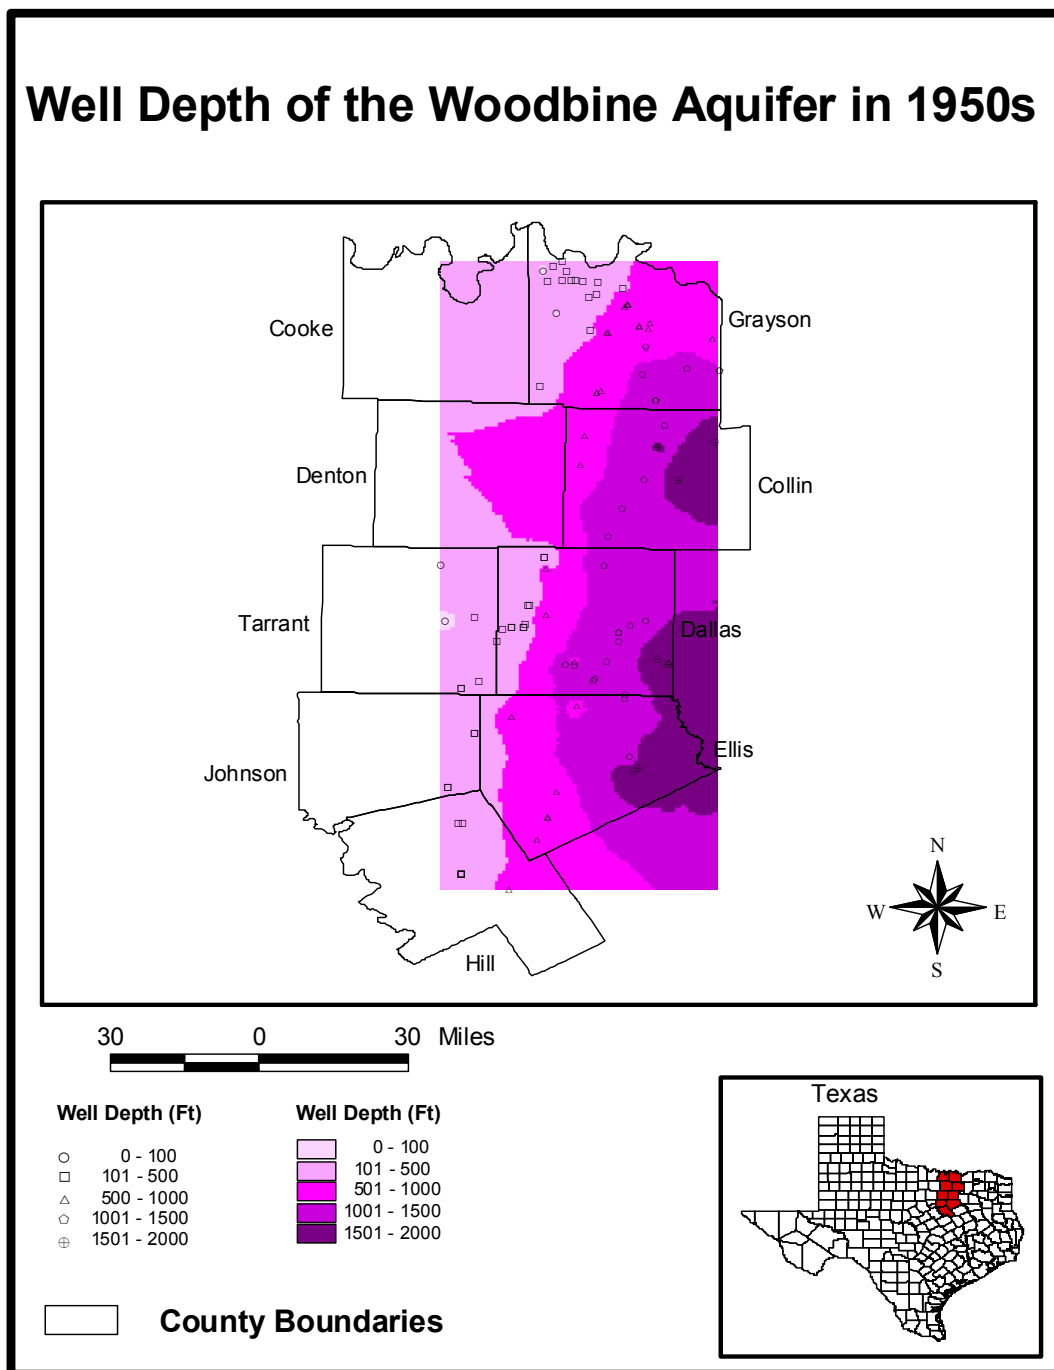 Well Depth of the Woodbine Aquifer in 1950s
Cooke
Grayson
Denton
Collin
Tarrant
Dallas
Johnson
Ellis
Hill
N
W
E
S
30 0 30 Miles
Well Depth (Ft)
0 - 100
101 - 500
500 - 1000
1001 - 1500
1501 - 2000
Well Depth (Ft)
0 - 100
101 - 500
501 - 1000
1001 - 1500
1501 - 2000
County Boundaries
Texas